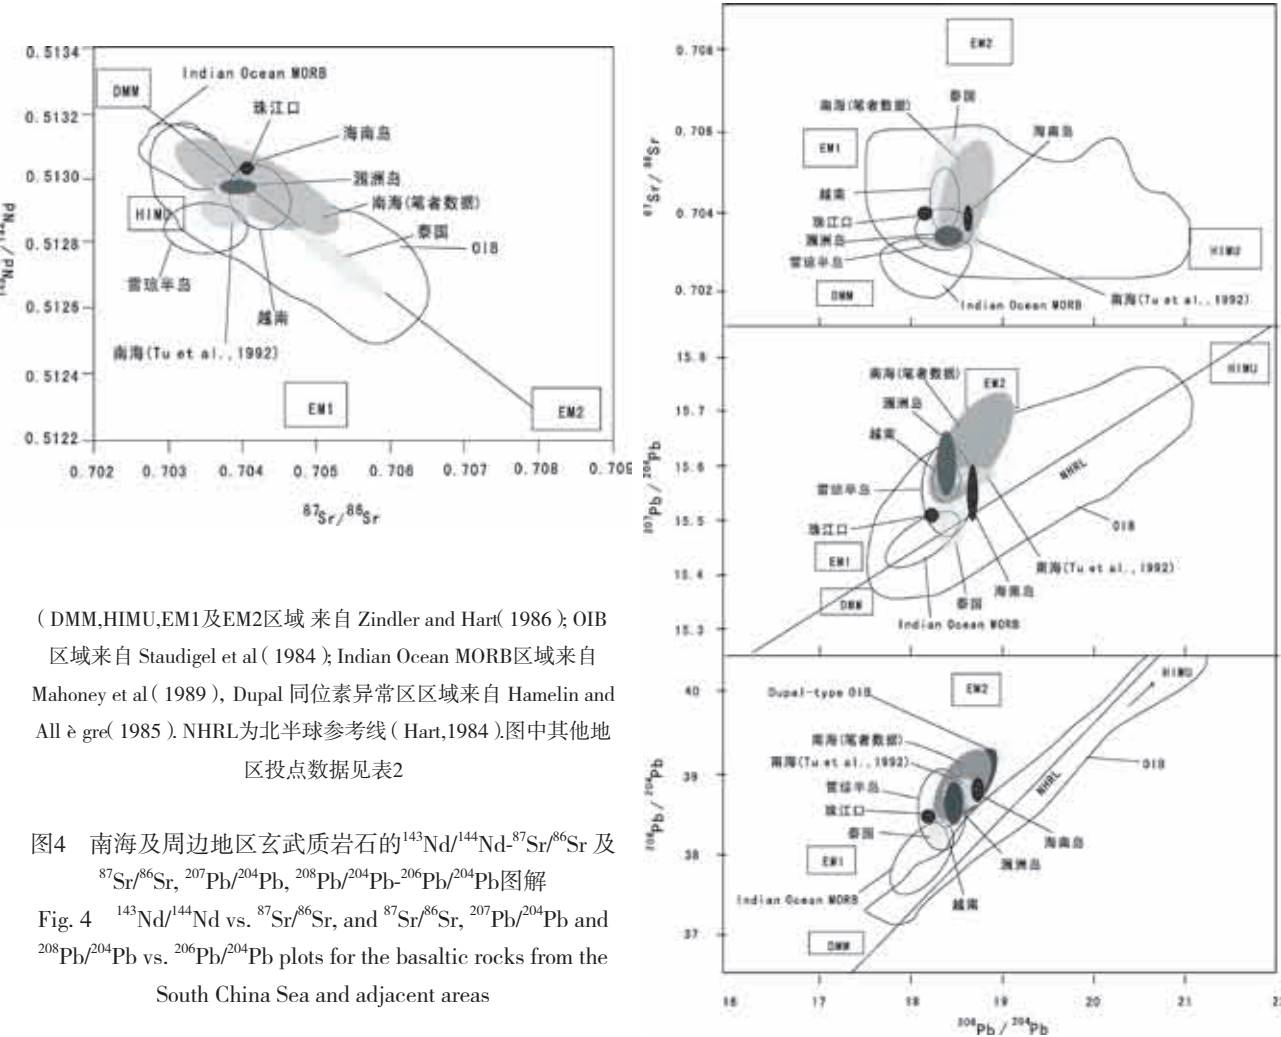 0.5134
0.5132
0.5130
0.5128
0.5126
0.5124
0.5122
DMM
Indian Ocean MORB
珠江口
海南岛
涠洲岛
南海(笔者数据)
泰国
OIB
HIMU
雷琼半岛
越南
南海(Tu et al.,1992)
EM1
EM2
0.702 0.703 0.704 0.705 0.706 0.707 0.708 0.709
⁸⁷Sr/⁸⁶Sr
(DMM,HIMU,EM1及EM2区域 来自 Zindler and Hart(1986); OIB
区域来自 Staudigel et al(1984); Indian Ocean MORB区域来自
Mahoney et al(1989), Dupal 同位素异常区区域来自 Hamelin and
All è gre(1985). NHRL为北半球参考线(Hart,1984).图中其他地
区投点数据见表2
图4 南海及周边地区玄武质岩石的¹⁴³Nd/¹⁴⁴Nd-⁸⁷Sr/⁸⁶Sr 及
⁸⁷Sr/⁸⁶Sr, ²⁰⁷Pb/²⁰⁴Pb, ²⁰⁸Pb/²⁰⁴Pb-²⁰⁶Pb/²⁰⁴Pb图解
Fig. 4 ¹⁴³Nd/¹⁴⁴Nd vs. ⁸⁷Sr/⁸⁶Sr, and ⁸⁷Sr/⁸⁶Sr, ²⁰⁷Pb/²⁰⁴Pb and
²⁰⁸Pb/²⁰⁴Pb vs. ²⁰⁶Pb/²⁰⁴Pb plots for the basaltic rocks from the
South China Sea and adjacent areas
⁸⁷Sr/⁸⁶Sr
0.706
0.705
0.704
0.702
EM2
泰国
南海(笔者数据)
海南岛
EM1
越南
珠江口
涠洲岛
雷琼半岛
HIMU
DMM
Indian Ocean MORB
南海(Tu et al.,1992)
²⁰⁷Pb/²⁰⁴Pb
15.8
15.7
15.6
15.5
15.4
15.3
HIMU
南海(笔者数据)
EM2
涠洲岛
越南
NHRL
雷琼半岛
珠江口
OIB
EM1
南海(Tu et al.,1992)
海南岛
DMM
泰国
Indian Ocean MORB
²⁰⁸Pb/²⁰⁴Pb
40
39
38
37
HIMU
Dupal-type OIB
EM2
南海(笔者数据)
南海(Tu et al.,1992)
OIB
雷琼半岛
NHRL
珠江口
泰国
海南岛
EM1
涠洲岛
Indian Ocean MORB
越南
DMM
16 17 18 19 20 21
²⁰⁶Pb/²⁰⁴Pb